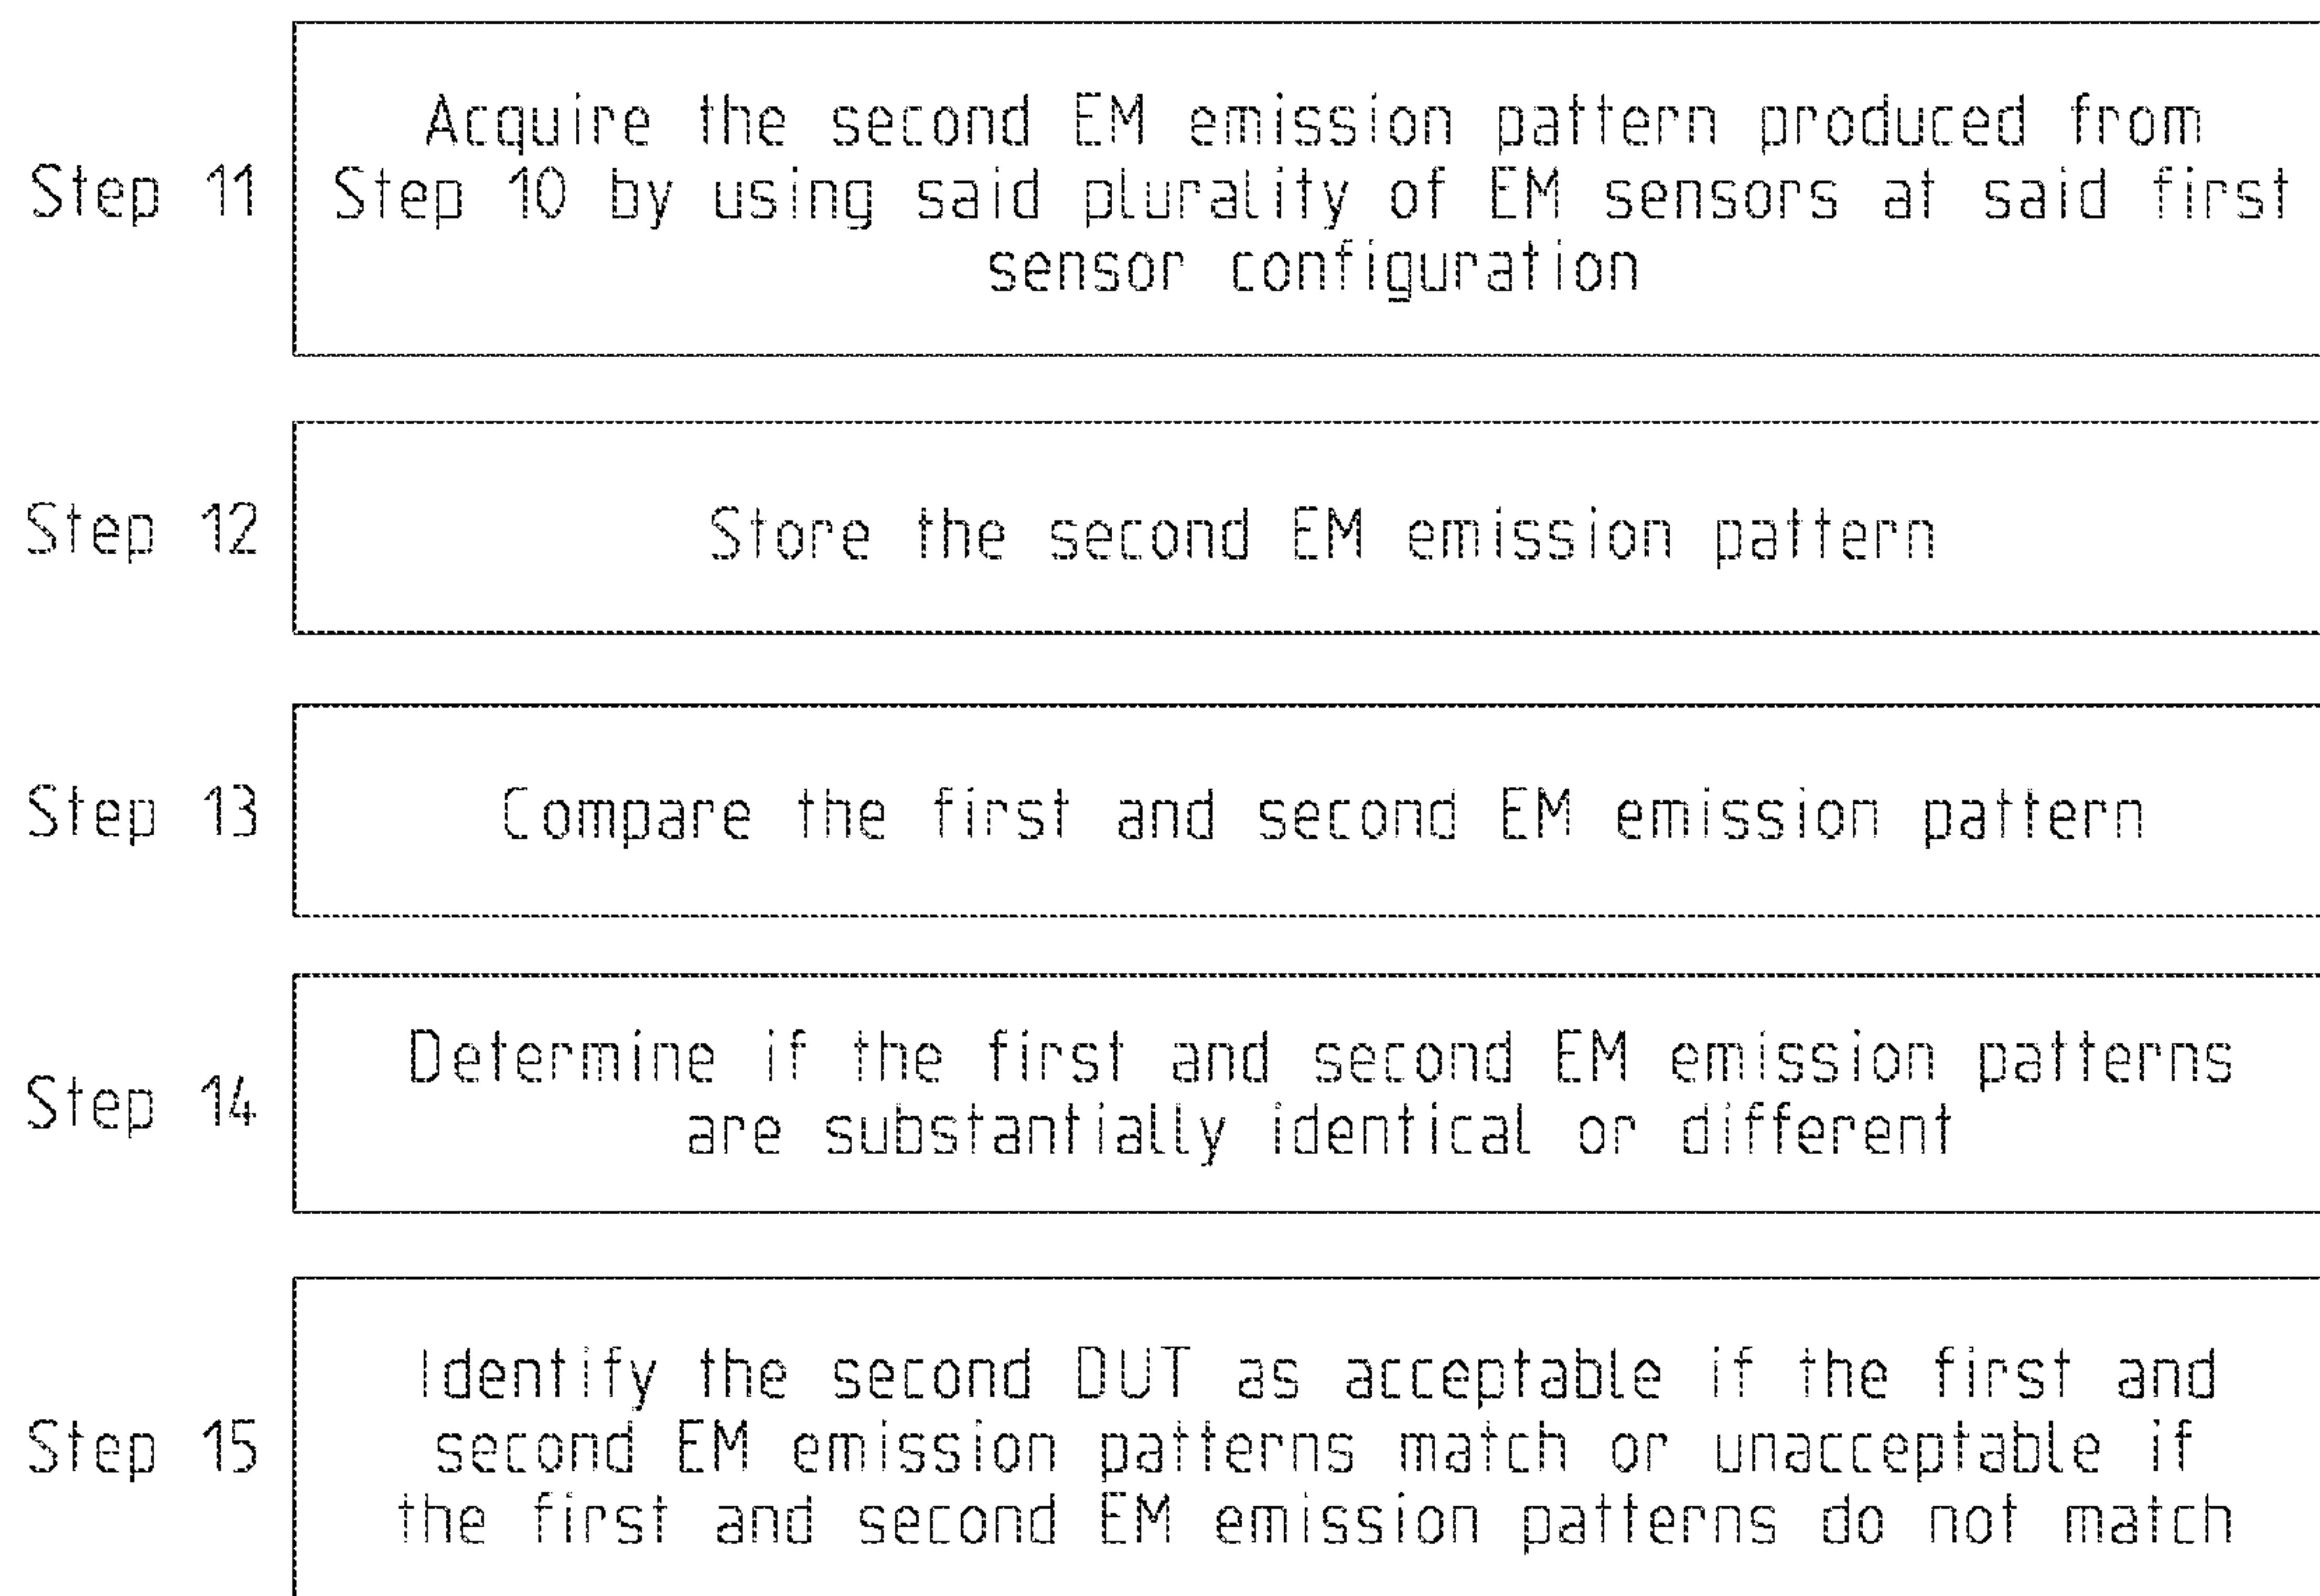 Acquire the second EM emission pattern produced from
Step 11
Step 10 by using said plurality of EM sensors at said first
sensor configuration
Step 12
Store the second EM emission pattern
Step 13
Compare the first and second EM emission pattern
Step 14
Determine if the first and second EM emission patterns
are substantially identical or different
Step 15
Identify the second DUT as acceptable if the first and
second EM emission patterns match or unacceptable if
the first and second EM emission patterns do not match